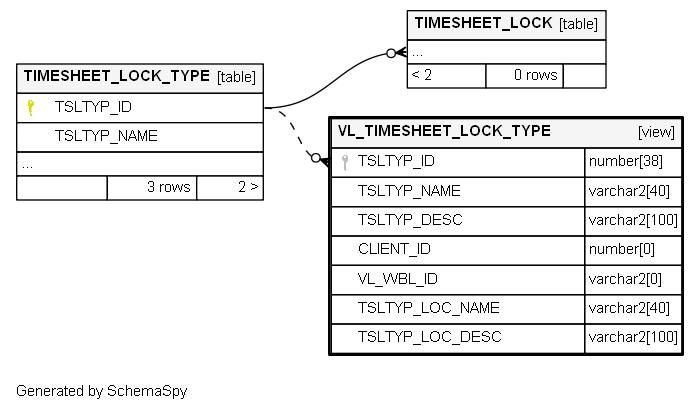 TIMESHEET_LOCK [table]
...
< 2 0 rows
TIMESHEET_LOCK_TYPE [table]
TSLTYP_ID
TSLTYP_NAME
...
3 rows 2 >
VL_TIMESHEET_LOCK_TYPE [view]
TSLTYP_ID number[38]
TSLTYP_NAME varchar2[40]
TSLTYP_DESC varchar2[100]
CLIENT_ID number[0]
VL_WBL_ID varchar2[0]
TSLTYP_LOC_NAME varchar2[40]
TSLTYP_LOC_DESC varchar2[100]
Generated by SchemaSpy